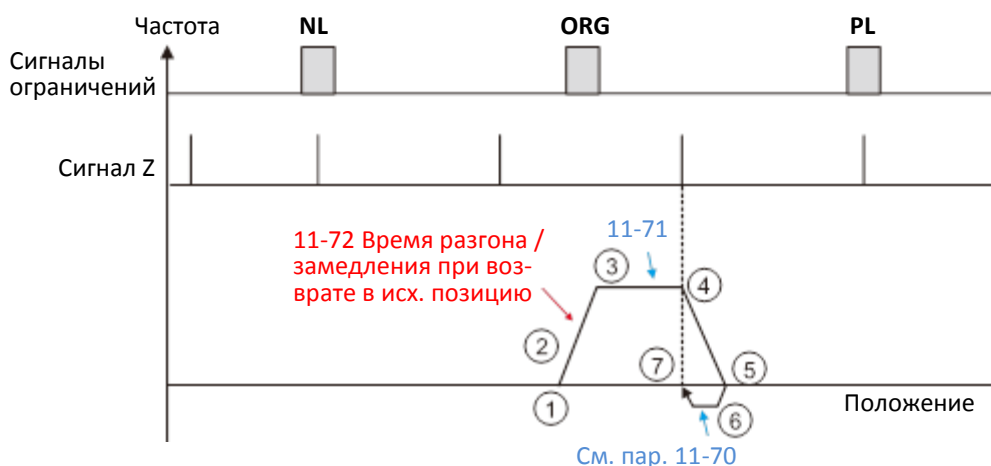 Частота
NL
ORG
PL
Сигналы
ограничений
Сигнал Z
11-72 Время разгона /
замедления при воз-
врате в исх. позицию
11-71
3
4
2
7
5
1
6
Положение
См. пар. 11-70